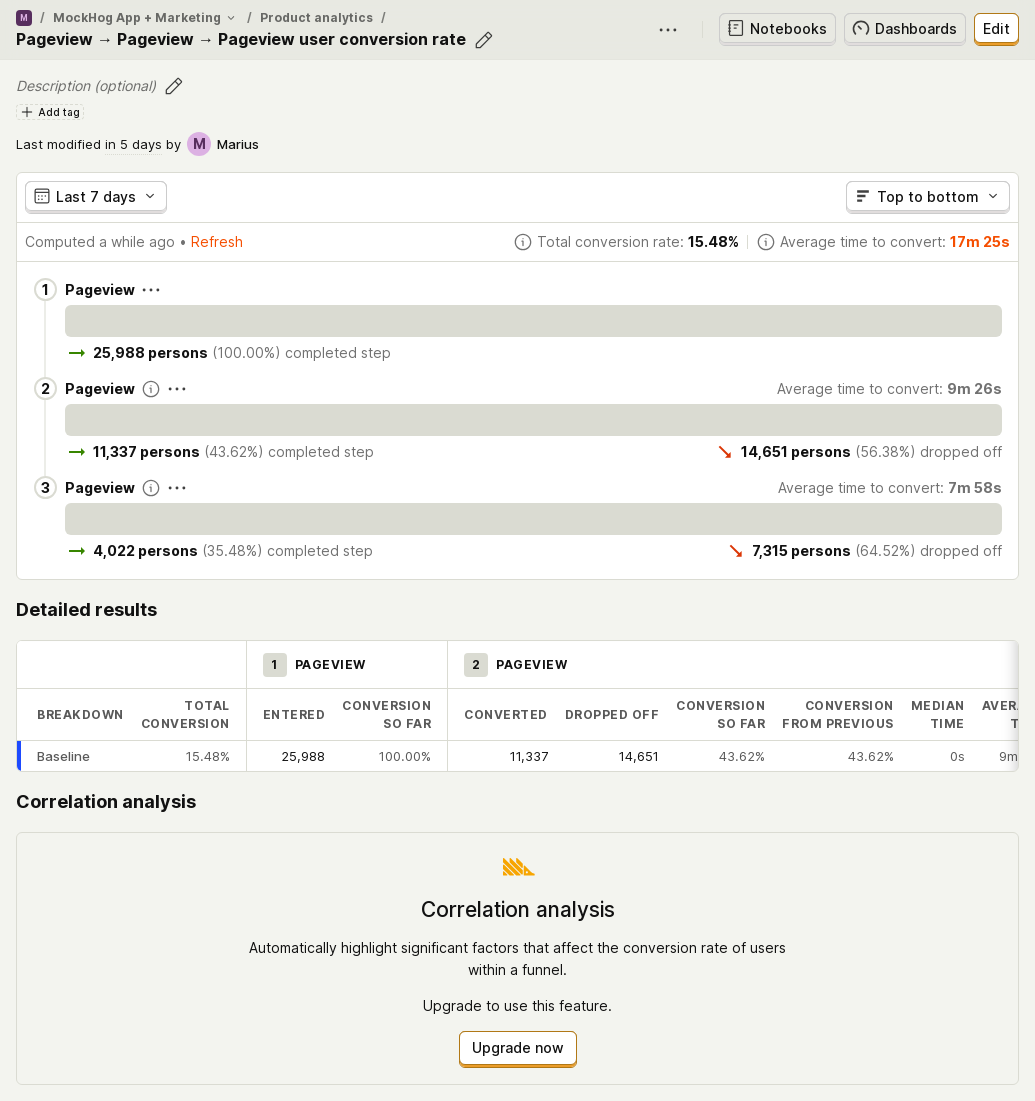 M / MockHog App + Marketing / Product analytics /
Pageview → Pageview → Pageview user conversion rate
Notebooks Dashboards Edit
Description (optional)
Add tag
Last modified in 5 days by M Marius
Last 7 days Top to bottom
Computed a while ago • Refresh Total conversion rate: 15.48% Average time to convert: 17m 25s
1 Pageview
25,988 persons (100.00%) completed step
2 Pageview Average time to convert: 9m 26s
11,337 persons (43.62%) completed step 14,651 persons (56.38%) dropped off
3 Pageview Average time to convert: 7m 58s
4,022 persons (35.48%) completed step 7,315 persons (64.52%) dropped off
Detailed results
1 PAGEVIEW 2 PAGEVIEW
BREAKDOWN TOTAL CONVERSION ENTERED CONVERSION SO FAR CONVERTED DROPPED OFF CONVERSION SO FAR CONVERSION FROM PREVIOUS MEDIAN TIME
Baseline 15.48% 25,988 100.00% 11,337 14,651 43.62% 43.62% 0s 9m
Correlation analysis
Correlation analysis
Automatically highlight significant factors that affect the conversion rate of users
within a funnel.
Upgrade to use this feature.
Upgrade now